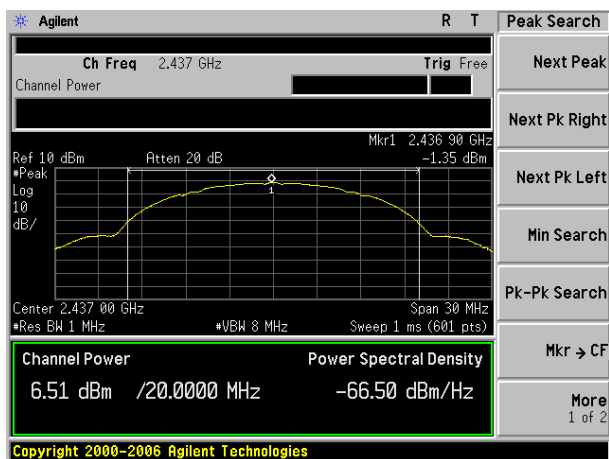 Agilent R T Peak Search
Ch Freq 2.437 GHz Trig Free
Channel Power
Next Peak
Next Pk Right
Next Pk Left
Min Search
Pk-Pk Search
Mkr → CF
More
1 of 2
Mkr1 2.436 90 GHz
Ref 10 dBm Atten 20 dB -1.35 dBm
#Peak
Log
10
dB/
1
Center 2.437 00 GHz Span 30 MHz
#Res BW 1 MHz #VBW 8 MHz Sweep 1 ms (601 pts)
Channel Power Power Spectral Density
6.51 dBm /20.0000 MHz -66.50 dBm/Hz
Copyright 2000-2006 Agilent Technologies